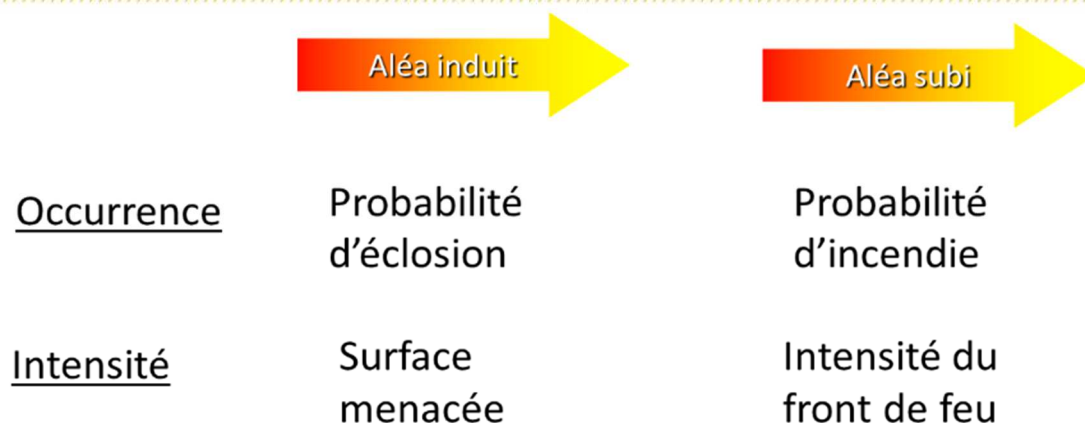 Aléa induit
Aléa subi
Occurrence
Probabilité
d’éclosion
Probabilité
d’incendie
Intensité
Surface
menacée
Intensité du
front de feu